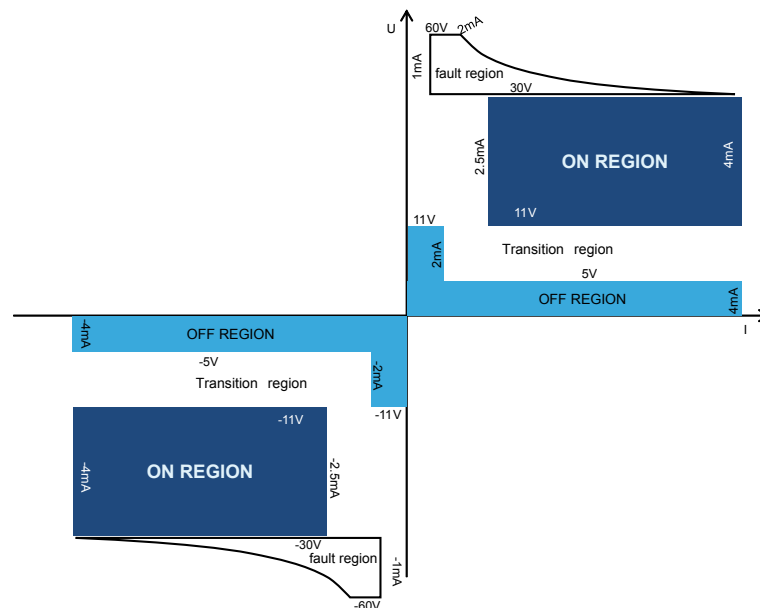 U
60V
2mA
1mA
fault region
30V
2.5mA
ON REGION
4mA
11V
11V
2mA
Transition region
5V
OFF REGION
4mA
I
-4mA
OFF REGION
-5V
-2mA
Transition region
-11V
-11V
ON REGION
-4mA
-2.5mA
-30V
fault region
-1mA
-60V